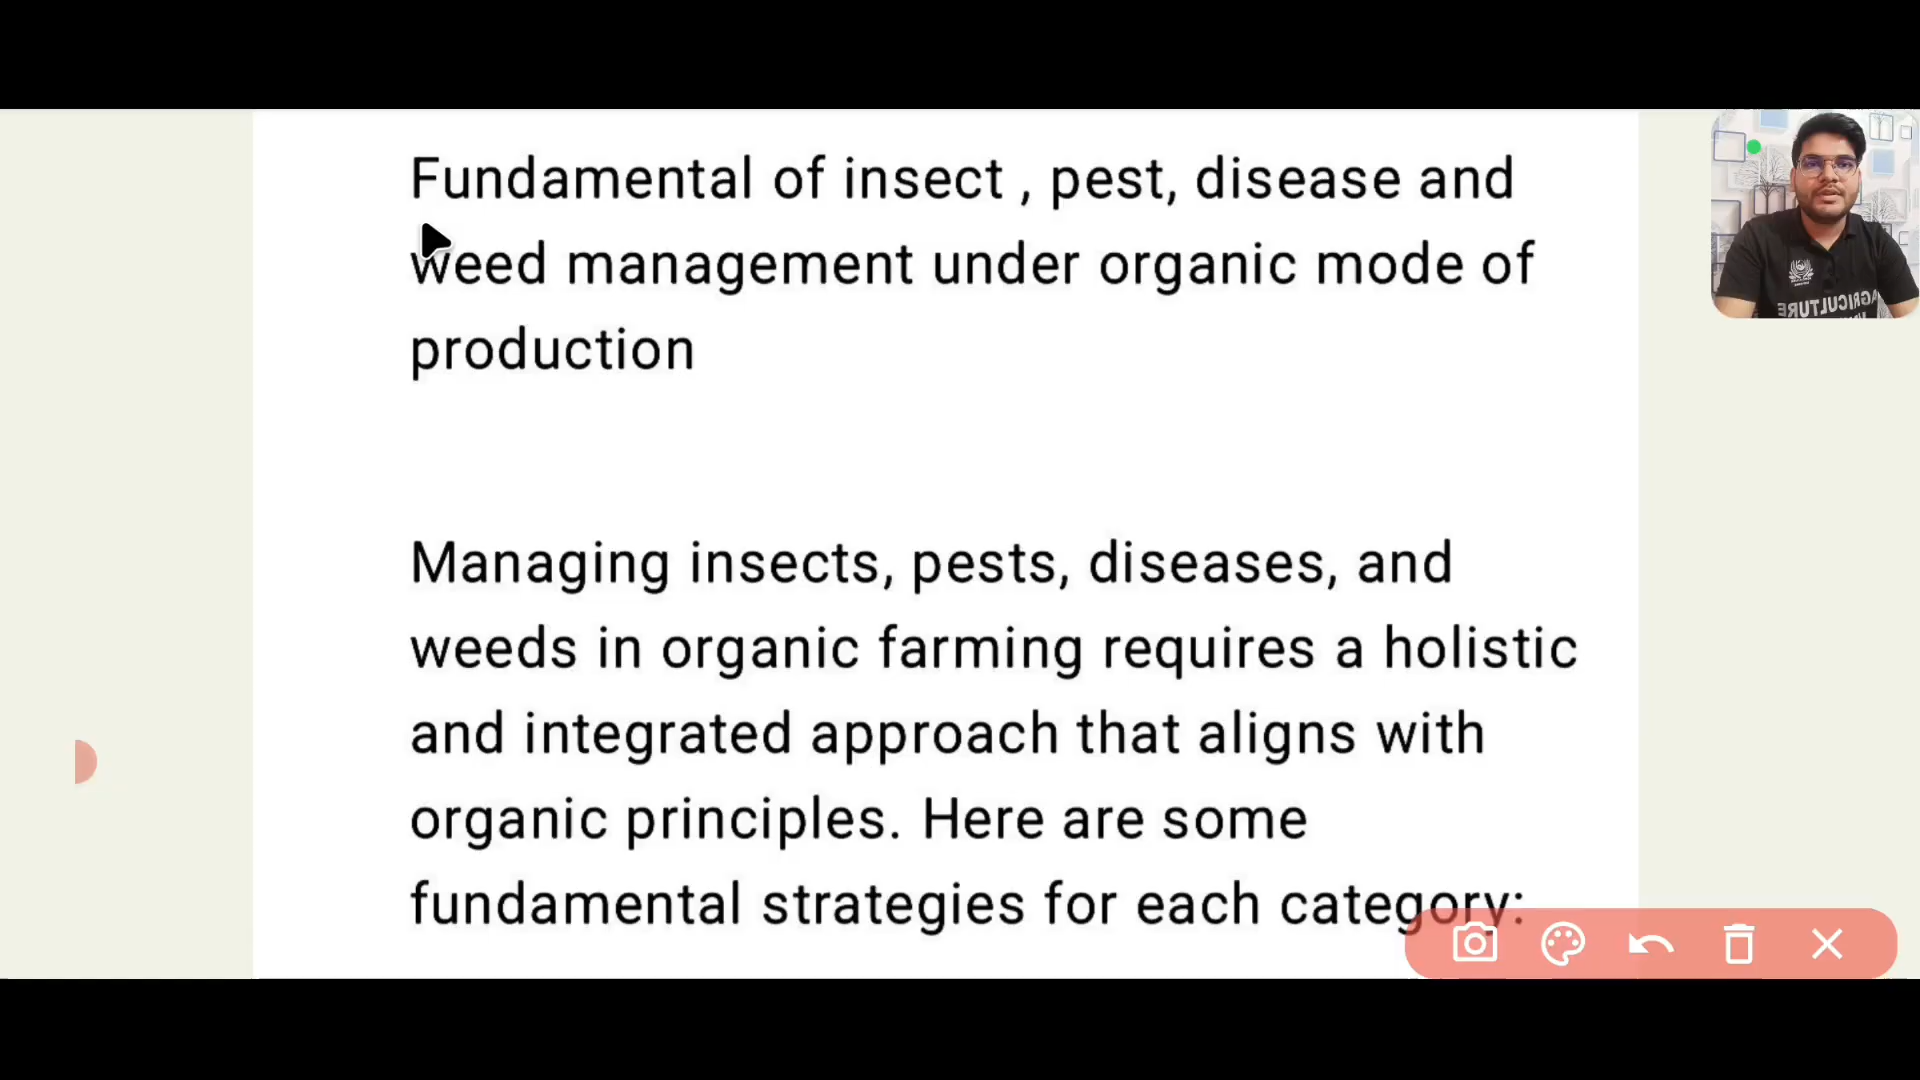 Fundamental of insect , pest, disease and
weed management under organic mode of
production
Managing insects, pests, diseases, and
weeds in organic farming requires a holistic
and integrated approach that aligns with
organic principles. Here are some
fundamental strategies for each category:
AGRICULTURE